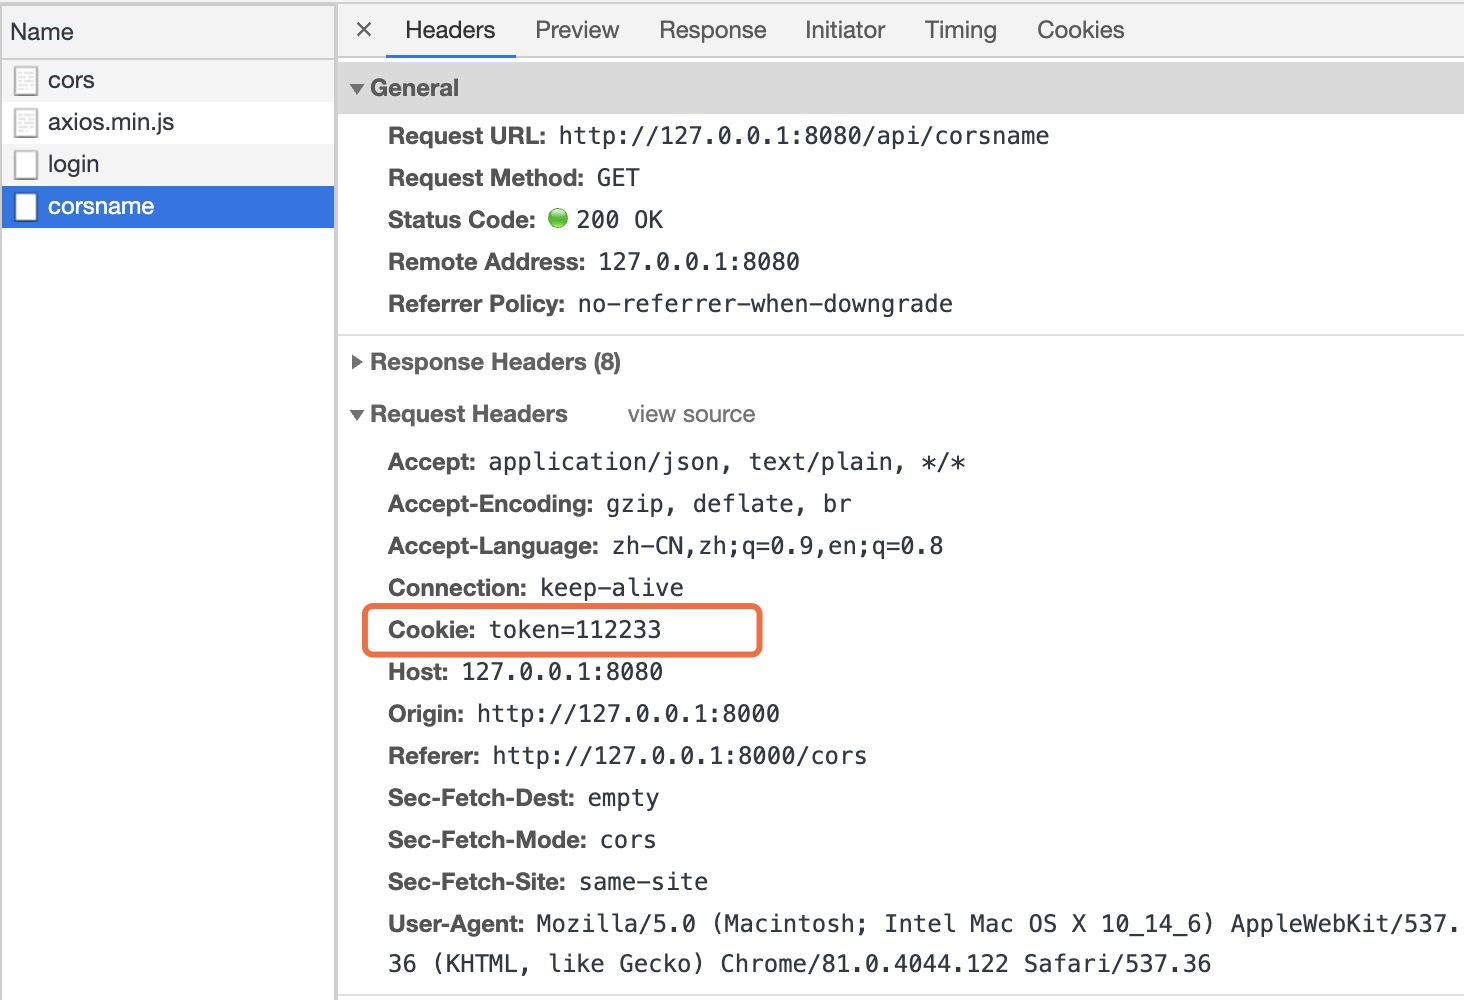 Name
cors
axios.min.js
login
corsname
× Headers Preview Response Initiator Timing Cookies
▼ General
Request URL: http://127.0.0.1:8080/api/corsname
Request Method: GET
Status Code: 200 OK
Remote Address: 127.0.0.1:8080
Referrer Policy: no-referrer-when-downgrade
▶ Response Headers (8)
▼ Request Headers view source
Accept: application/json, text/plain, */*
Accept-Encoding: gzip, deflate, br
Accept-Language: zh-CN,zh;q=0.9,en;q=0.8
Connection: keep-alive
Cookie: token=112233
Host: 127.0.0.1:8080
Origin: http://127.0.0.1:8000
Referer: http://127.0.0.1:8000/cors
Sec-Fetch-Dest: empty
Sec-Fetch-Mode: cors
Sec-Fetch-Site: same-site
User-Agent: Mozilla/5.0 (Macintosh; Intel Mac OS X 10_14_6) AppleWebKit/537.
36 (KHTML, like Gecko) Chrome/81.0.4044.122 Safari/537.36